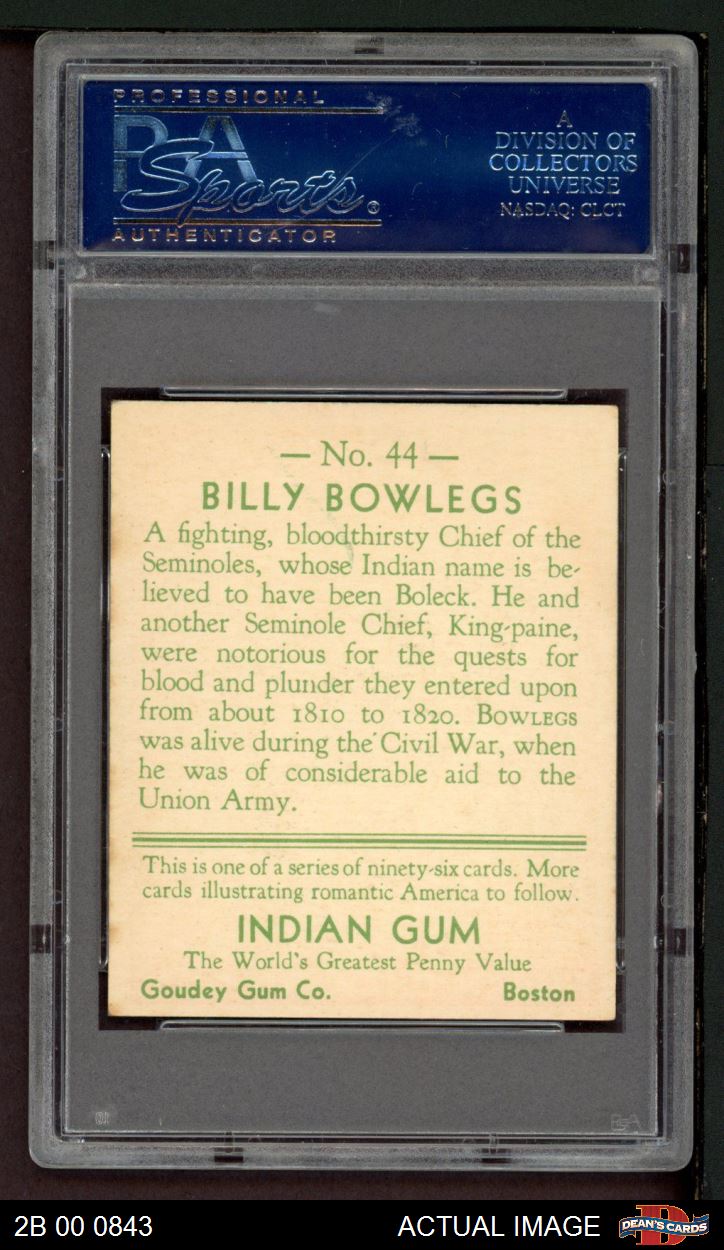 PROFESSIONAL
PSA
Sports®
AUTHENTICATOR
A
DIVISION OF
COLLECTORS
UNIVERSE
NASDAQ: CLCT
— No. 44 —
BILLY BOWLEGS
A fighting, bloodthirsty Chief of the
Seminoles, whose Indian name is be-
lieved to have been Boleck. He and
another Seminole Chief, King-paine,
were notorious for the quests for
blood and plunder they entered upon
from about 1810 to 1820. BOWLEGS
was alive during the Civil War, when
he was of considerable aid to the
Union Army.
This is one of a series of ninety-six cards. More
cards illustrating romantic America to follow.
INDIAN GUM
The World's Greatest Penny Value
Goudey Gum Co. Boston
PSA
2B 00 0843 ACTUAL IMAGE DEAN'S CARDS